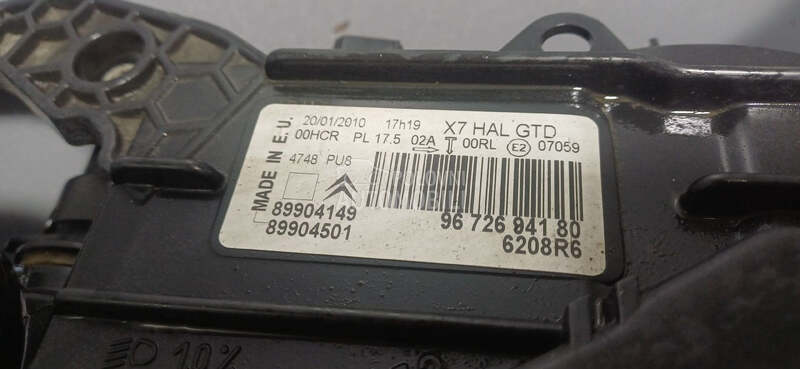 MADE IN E.U.
20/01/2010 17h19 X7 HAL GTD
00HCR PL 17.5 02A 00RL E2 07059
4748 PU8
89904149 96 726 941 80
89904501 6208R6
10%